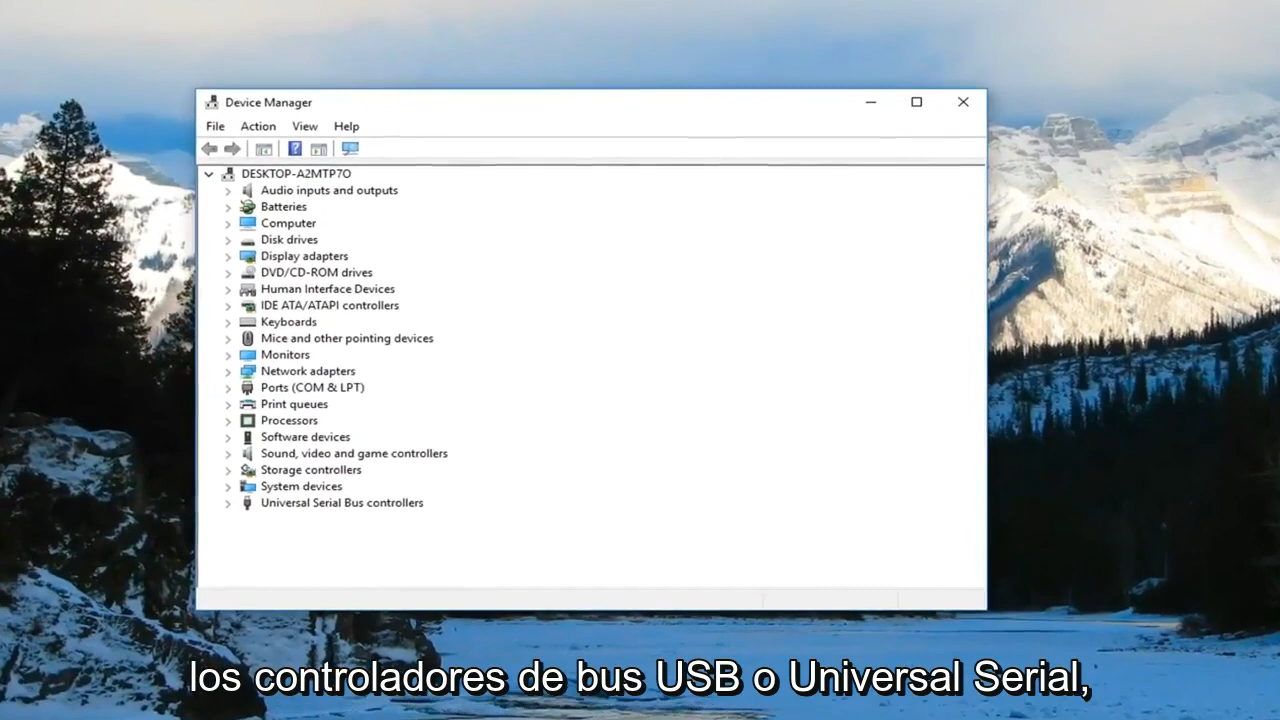 Device Manager
File Action View Help
DESKTOP-A2MTP7O
Audio inputs and outputs
Batteries
Computer
Disk drives
Display adapters
DVD/CD-ROM drives
Human Interface Devices
IDE ATA/ATAPI controllers
Keyboards
Mice and other pointing devices
Monitors
Network adapters
Ports (COM & LPT)
Print queues
Processors
Software devices
Sound, video and game controllers
Storage controllers
System devices
Universal Serial Bus controllers
los controladores de bus USB o Universal Serial,